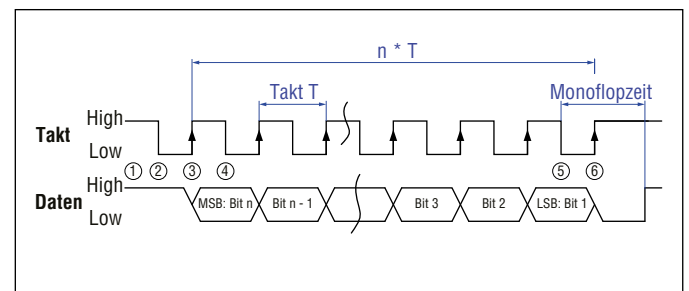 n * T
Takt T
Monoflopzeit
High
Takt
Low
① ② ③ ④ ⑤ ⑥
High
Daten
MSB: Bit n
Bit n - 1
Bit 3
Bit 2
LSB: Bit 1
Low